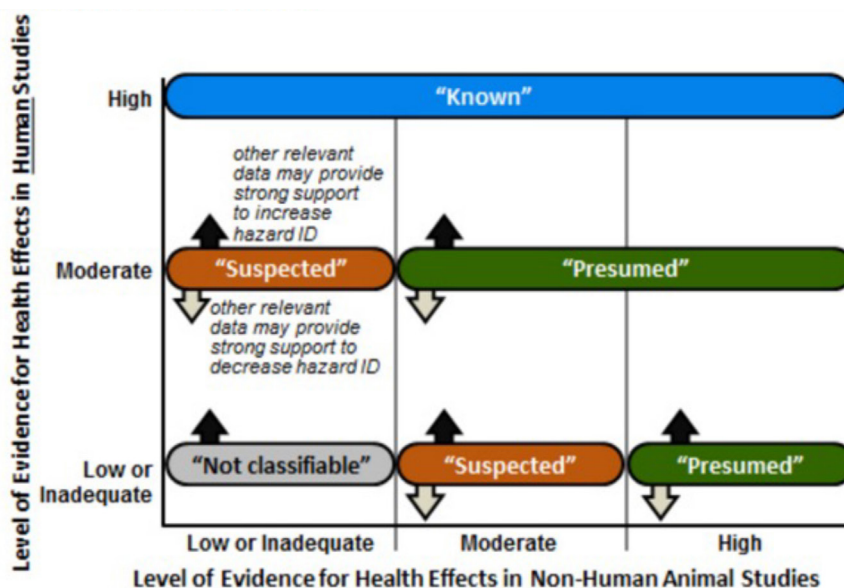 Level of Evidence for Health Effects in Human Studies
High
“Known”
other relevant
data may provide
strong support
to increase
hazard ID
Moderate
“Suspected”
“Presumed”
other relevant
data may provide
strong support to
decrease hazard ID
Low or
Inadequate
“Not classifiable”
“Suspected”
“Presumed”
Low or Inadequate
Moderate
High
Level of Evidence for Health Effects in Non-Human Animal Studies